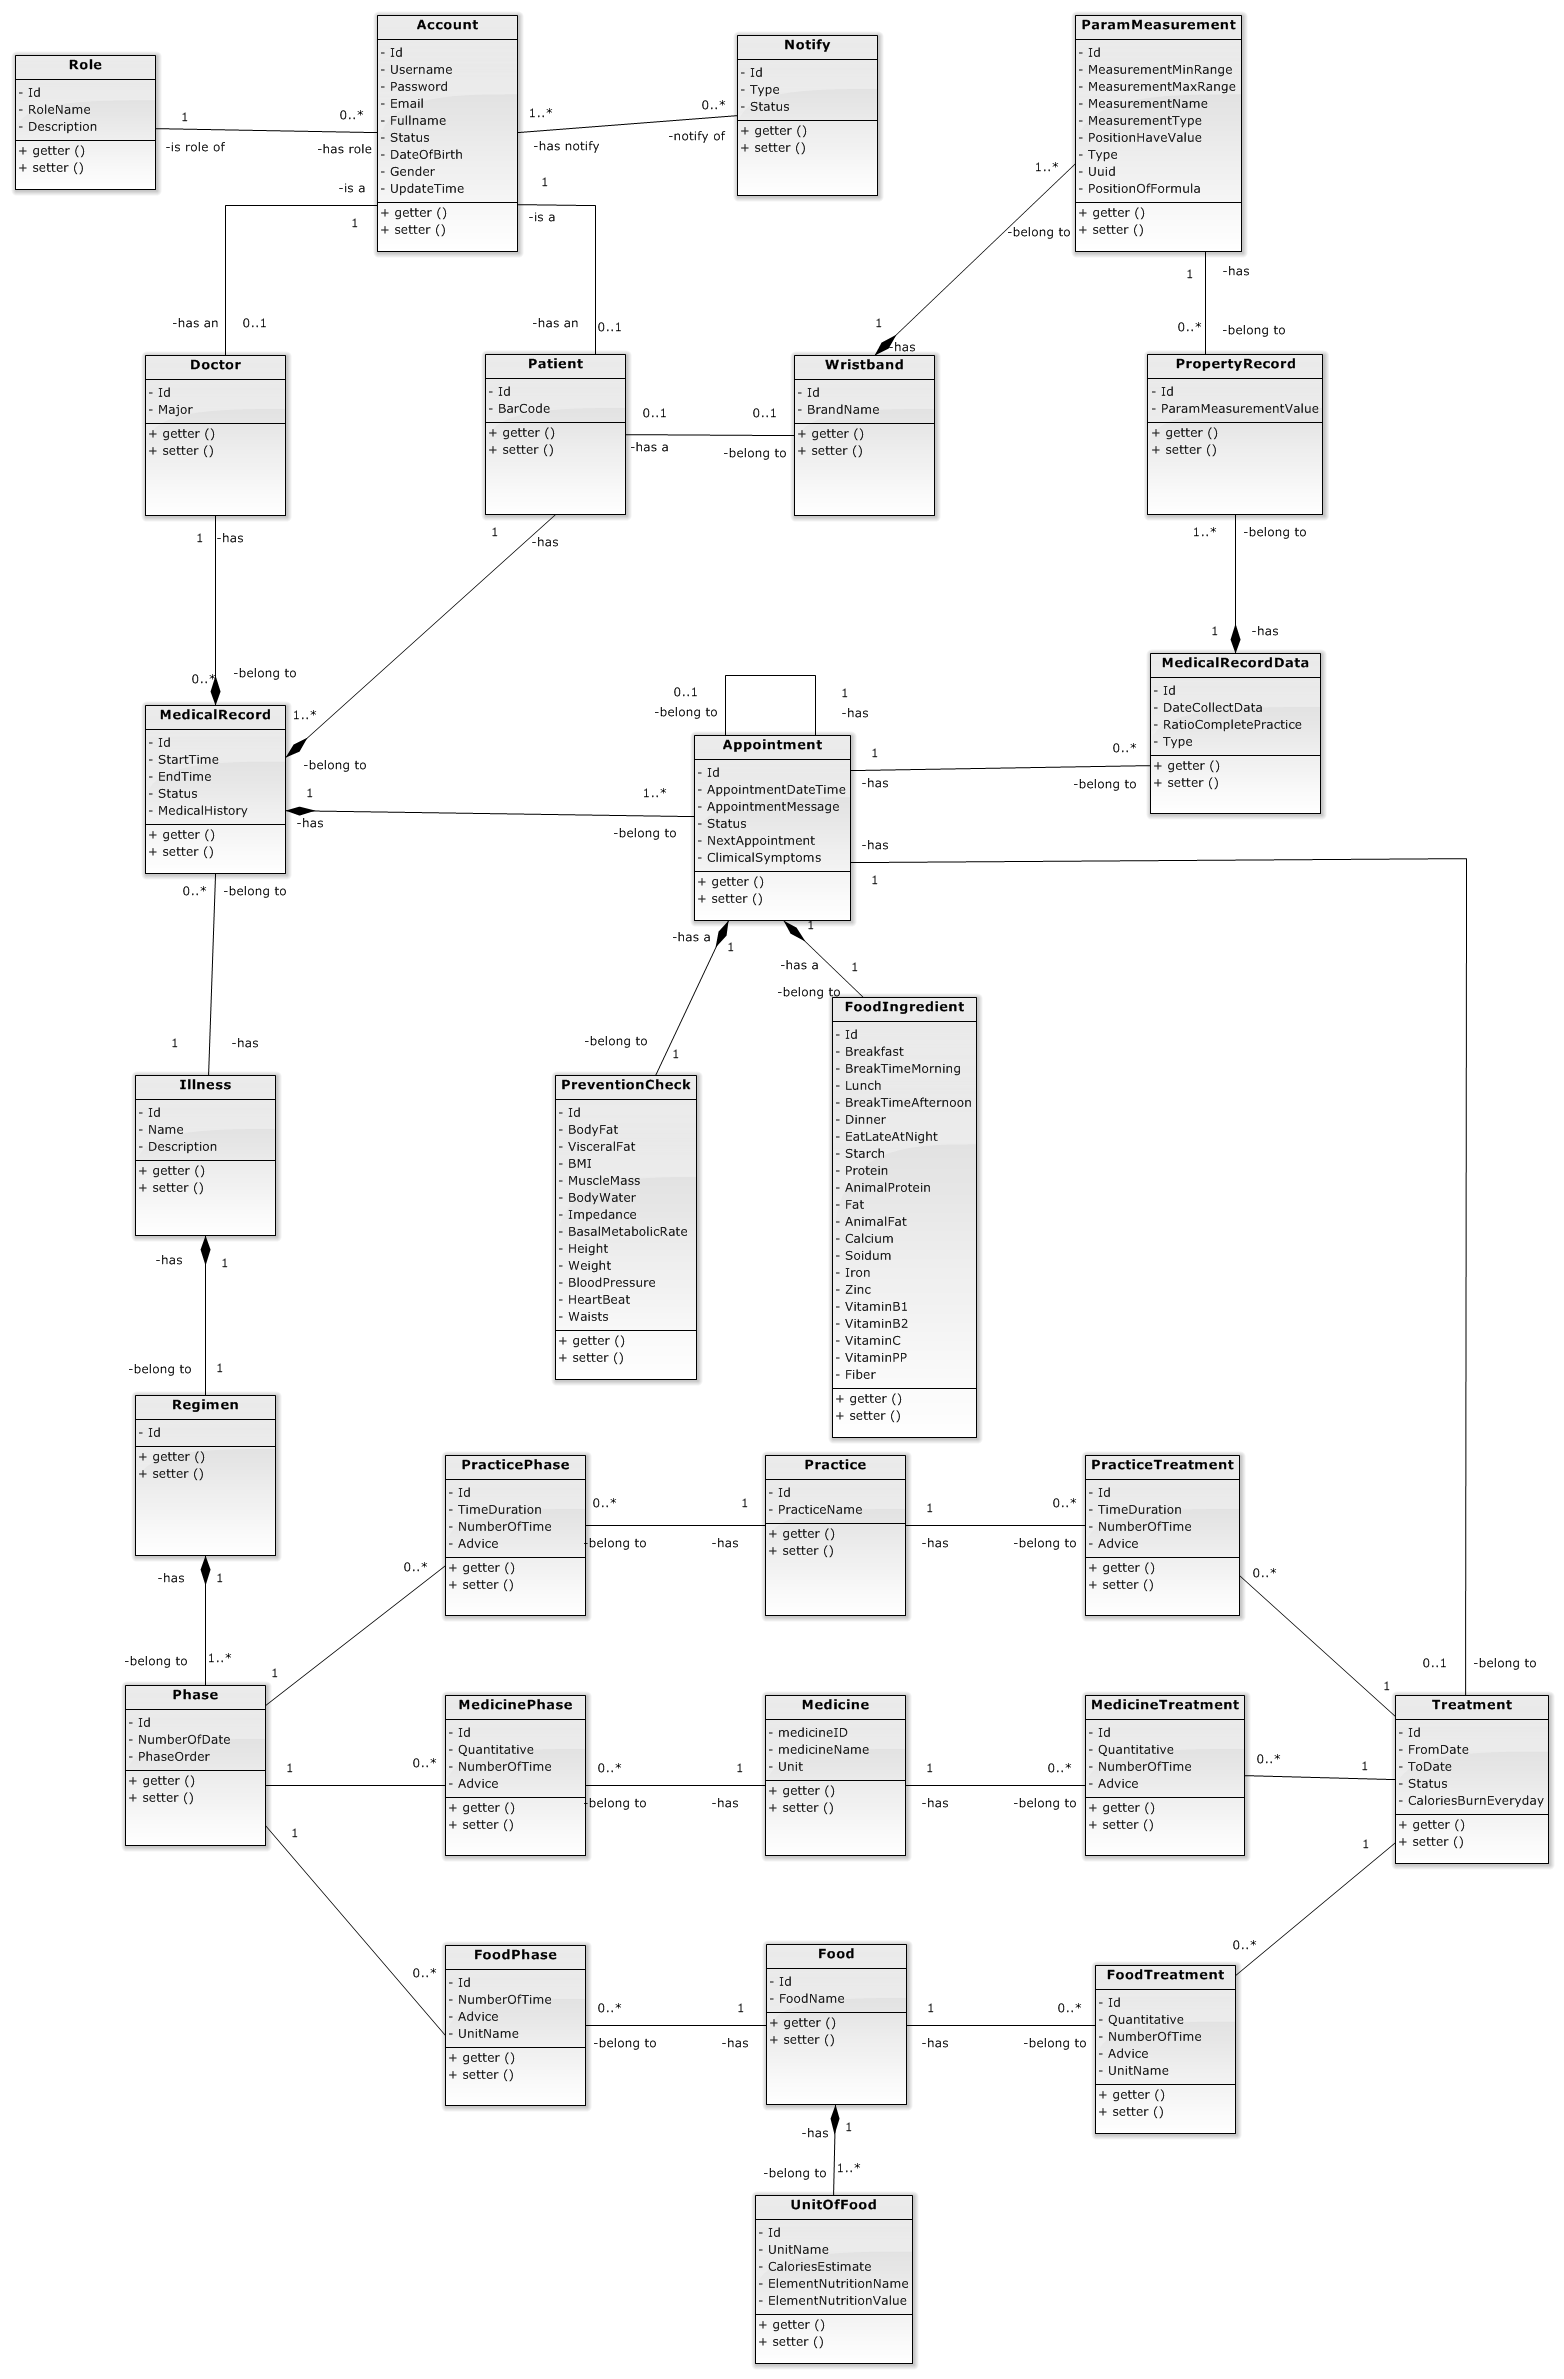 Role
- Id
- RoleName
- Description
+ getter ()
+ setter ()
1
-is role of
0..*
-has role
Account
- Id
- Username
- Password
- Email
- Fullname
- Status
- DateOfBirth
- Gender
- UpdateTime
+ getter ()
+ setter ()
1..*
-has notify
0..*
-notify of
Notify
- Id
- Type
- Status
+ getter ()
+ setter ()
ParamMeasurement
- Id
- MeasurementMinRange
- MeasurementMaxRange
- MeasurementName
- MeasurementType
- PositionHaveValue
- Type
- Uuid
- PositionOfFormula
+ getter ()
+ setter ()
-is a
1
1
-is a
1..*
-belong to
1
-has
-has an
0..1
-has an
0..1
1
-has
0..*
-belong to
Doctor
- Id
- Major
+ getter ()
+ setter ()
Patient
- Id
- BarCode
+ getter ()
+ setter ()
0..1
-has a
0..1
-belong to
Wristband
- Id
- BrandName
+ getter ()
+ setter ()
PropertyRecord
- Id
- ParamMeasurementValue
+ getter ()
+ setter ()
1
-has
1
-has
1..*
-belong to
1
-has
0..*
-belong to
1..*
-belong to
MedicalRecord
- Id
- StartTime
- EndTime
- Status
- MedicalHistory
+ getter ()
+ setter ()
1
-has
1..*
-belong to
0..1
-belong to
1
-has
Appointment
- Id
- AppointmentDateTime
- AppointmentMessage
- Status
- NextAppointment
- ClimicalSymptoms
+ getter ()
+ setter ()
1
-has
0..*
-belong to
MedicalRecordData
- Id
- DateCollectData
- RatioCompletePractice
- Type
+ getter ()
+ setter ()
-has
1
0..*
-belong to
1
-has
-has a
1
1
-has a
1
-belong to
-belong to
1
Illness
- Id
- Name
- Description
+ getter ()
+ setter ()
PreventionCheck
- Id
- BodyFat
- VisceralFat
- BMI
- MuscleMass
- BodyWater
- Impedance
- BasalMetabolicRate
- Height
- Weight
- BloodPressure
- HeartBeat
- Waists
+ getter ()
+ setter ()
FoodIngredient
- Id
- Breakfast
- BreakTimeMorning
- Lunch
- BreakTimeAfternoon
- Dinner
- EatLateAtNight
- Starch
- Protein
- AnimalProtein
- Fat
- AnimalFat
- Calcium
- Soidum
- Iron
- Zinc
- VitaminB1
- VitaminB2
- VitaminC
- VitaminPP
- Fiber
+ getter ()
+ setter ()
-has
1
-belong to
1
Regimen
- Id
+ getter ()
+ setter ()
-has
1
-belong to
1..*
PracticePhase
- Id
- TimeDuration
- NumberOfTime
- Advice
+ getter ()
+ setter ()
0..*
-belong to
1
-has
Practice
- Id
- PracticeName
+ getter ()
+ setter ()
1
-has
0..*
-belong to
PracticeTreatment
- Id
- TimeDuration
- NumberOfTime
- Advice
+ getter ()
+ setter ()
0..*
1
0..*
1
0..1
-belong to
Phase
- Id
- NumberOfDate
- PhaseOrder
+ getter ()
+ setter ()
1
0..*
MedicinePhase
- Id
- Quantitative
- NumberOfTime
- Advice
+ getter ()
+ setter ()
0..*
-belong to
1
-has
Medicine
- medicineID
- medicineName
- Unit
+ getter ()
+ setter ()
1
-has
0..*
-belong to
MedicineTreatment
- Id
- Quantitative
- NumberOfTime
- Advice
+ getter ()
+ setter ()
0..*
1
Treatment
- Id
- FromDate
- ToDate
- Status
- CaloriesBurnEveryday
+ getter ()
+ setter ()
1
0..*
1
0..*
FoodPhase
- Id
- NumberOfTime
- Advice
- UnitName
+ getter ()
+ setter ()
0..*
-belong to
1
-has
Food
- Id
- FoodName
+ getter ()
+ setter ()
1
-has
0..*
-belong to
FoodTreatment
- Id
- Quantitative
- NumberOfTime
- Advice
- UnitName
+ getter ()
+ setter ()
-has
1
-belong to
1..*
UnitOfFood
- Id
- UnitName
- CaloriesEstimate
- ElementNutritionName
- ElementNutritionValue
+ getter ()
+ setter ()